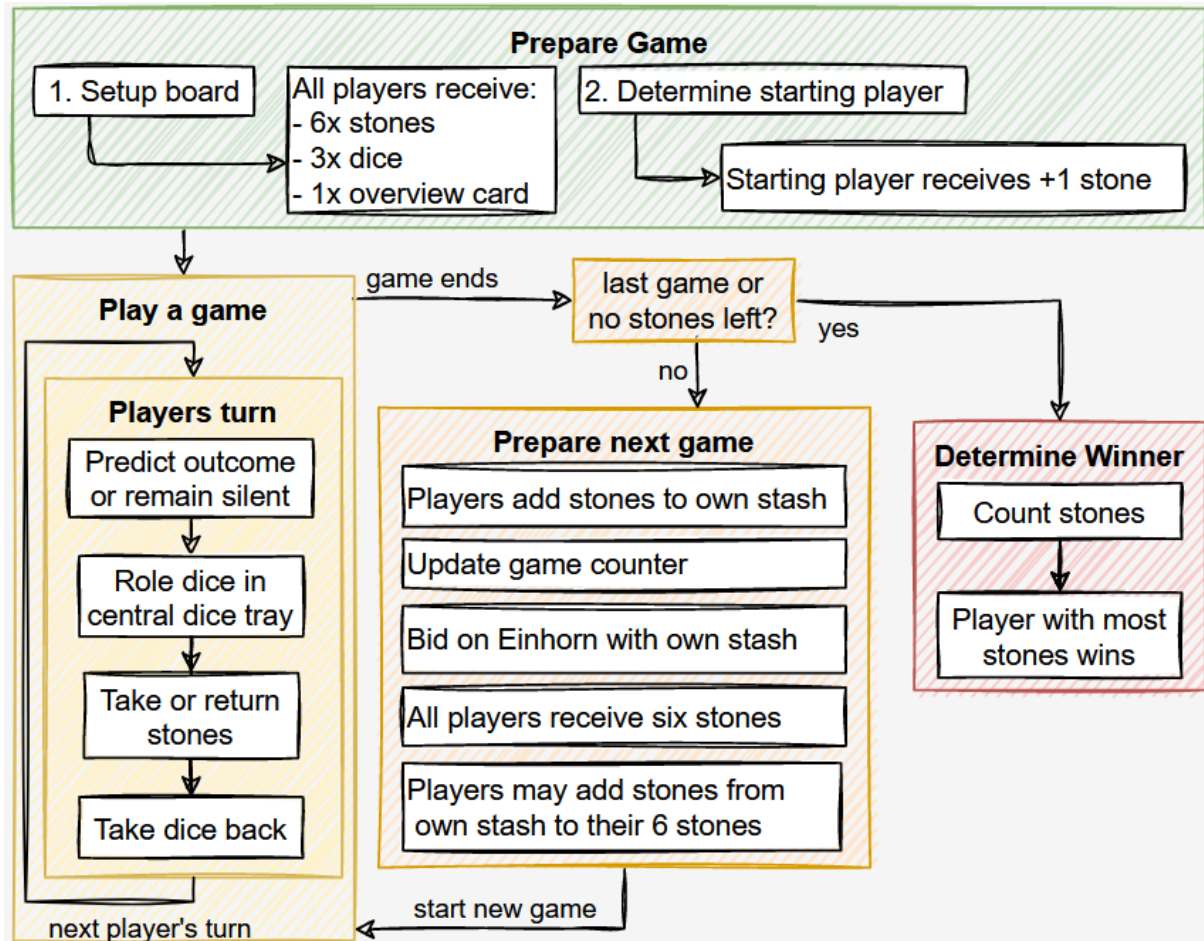 Prepare Game
1. Setup board
All players receive:
- 6x stones
- 3x dice
- 1x overview card
2. Determine starting player
Starting player receives +1 stone
Play a game
game ends
last game or
no stones left?
yes
no
Players turn
Predict outcome
or remain silent
Role dice in
central dice tray
Take or return
stones
Take dice back
next player's turn
Prepare next game
Players add stones to own stash
Update game counter
Bid on Einhorn with own stash
All players receive six stones
Players may add stones from
own stash to their 6 stones
start new game
Determine Winner
Count stones
Player with most
stones wins